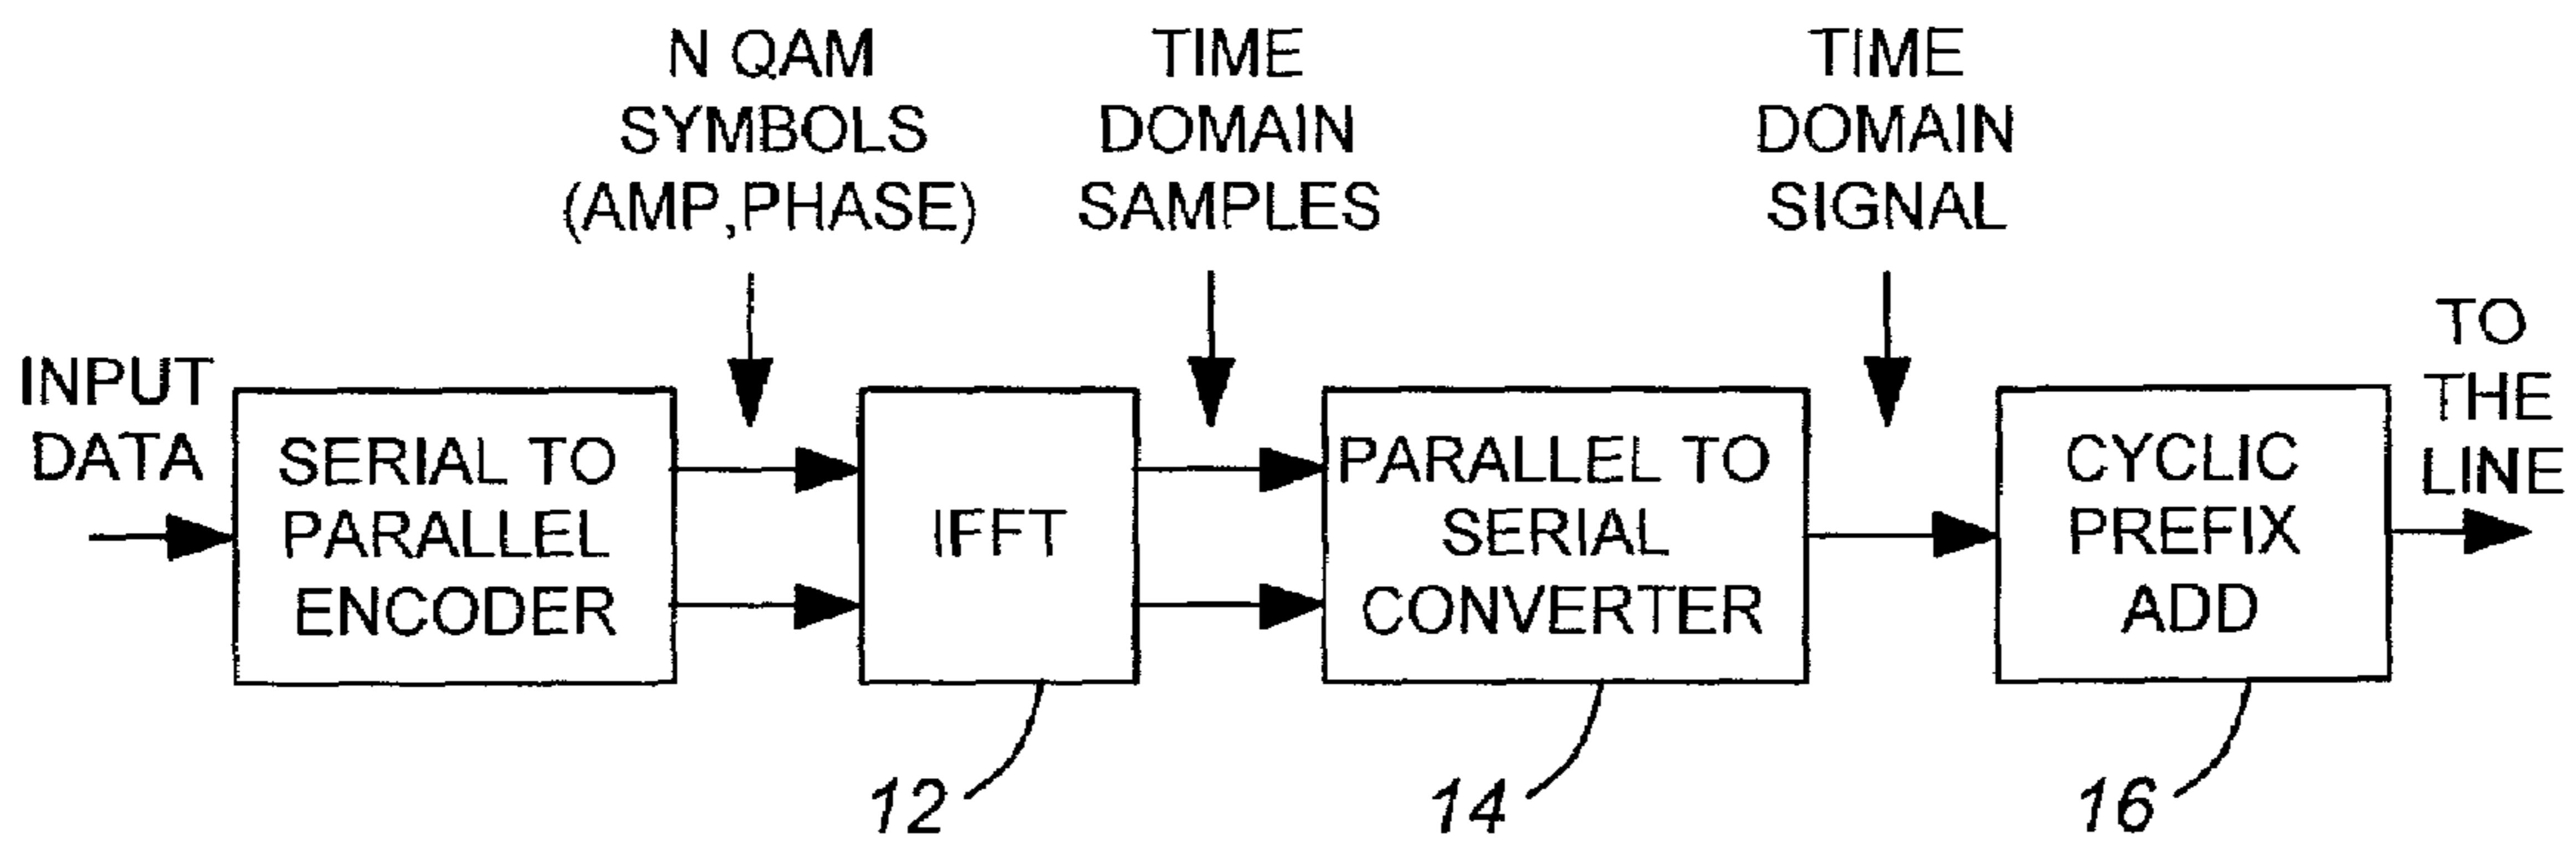 N QAM
SYMBOLS
(AMP,PHASE)
TIME
DOMAIN
SAMPLES
TIME
DOMAIN
SIGNAL
INPUT
DATA
SERIAL TO
PARALLEL
ENCODER
IFFT
PARALLEL TO
SERIAL
CONVERTER
CYCLIC
PREFIX
ADD
TO
THE
LINE
12
14
16